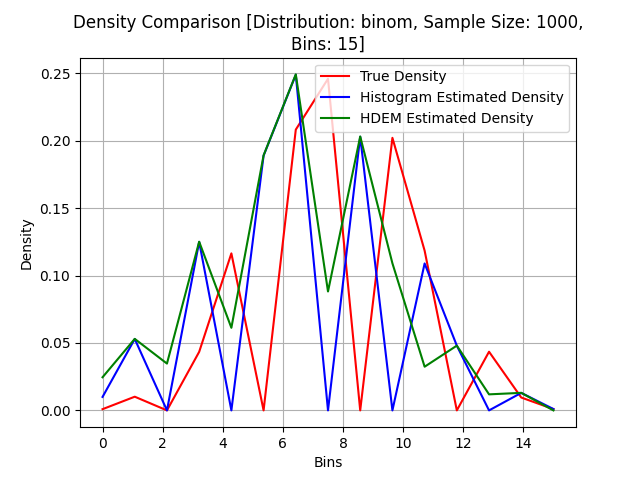 Density Comparison [Distribution: binom, Sample Size: 1000,
Bins: 15]
True Density
Histogram Estimated Density
HDEM Estimated Density
Density
0.25
0.20
0.15
0.10
0.05
0.00
0 2 4 6 8 10 12 14
Bins